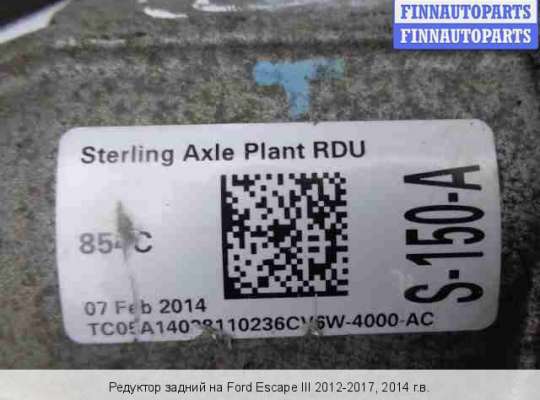 FINNAUTOPARTS
FINNAUTOPARTS
T
Sterling Axle Plant RDU
07 Feb 2014
S-150-A
Редуктор задний на Ford Escape III 2012-2017, 2014 г.в.